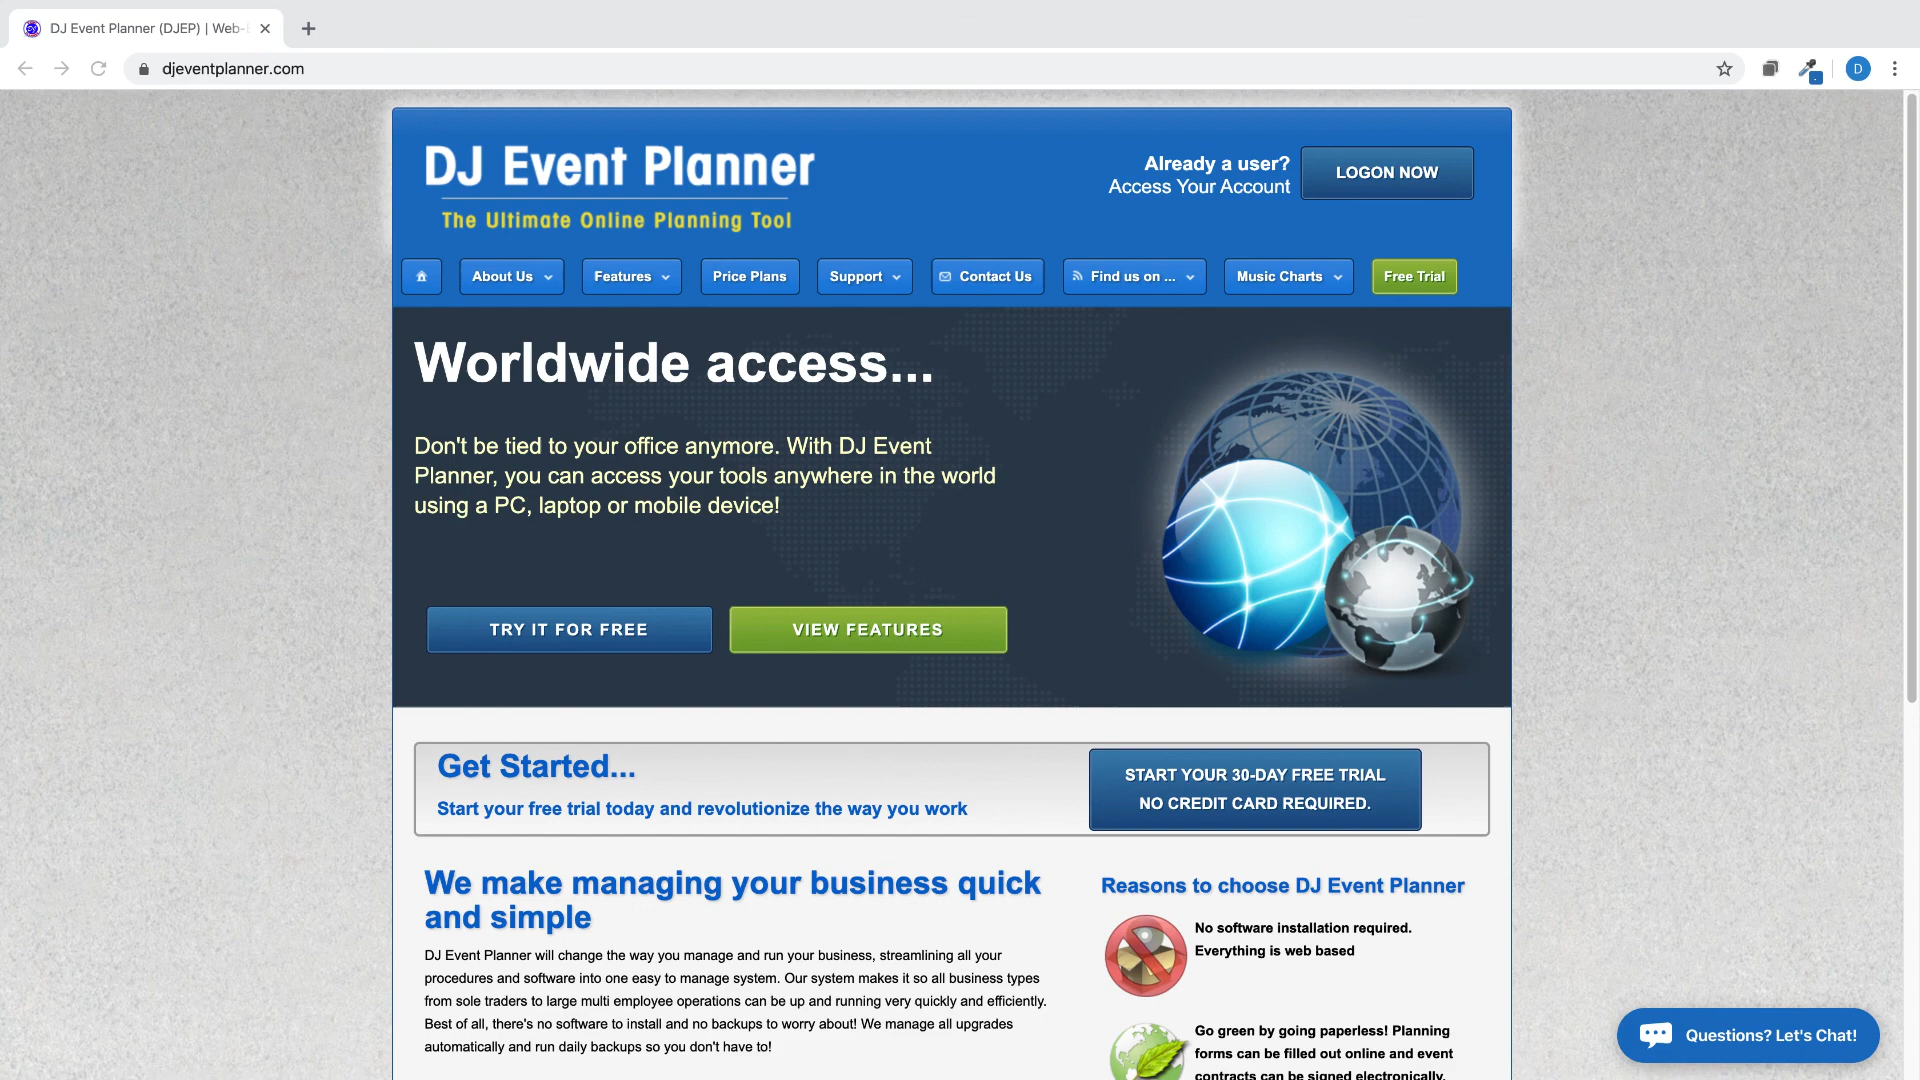 DJ Event Planner (DJEP) | Web-
djeventplanner.com
D
DJ Event Planner
The Ultimate Online Planning Tool
Already a user?
Access Your Account
LOGON NOW
About Us
Features
Price Plans
Support
Contact Us
Find us on ...
Music Charts
Free Trial
Worldwide access...
Don't be tied to your office anymore. With DJ Event
Planner, you can access your tools anywhere in the world
using a PC, laptop or mobile device!
TRY IT FOR FREE
VIEW FEATURES
Get Started...
Start your free trial today and revolutionize the way you work
START YOUR 30-DAY FREE TRIAL
NO CREDIT CARD REQUIRED.
We make managing your business quick
and simple
DJ Event Planner will change the way you manage and run your business, streamlining all your
procedures and software into one easy to manage system. Our system makes it so all business types
from sole traders to large multi employee operations can be up and running very quickly and efficiently.
Best of all, there's no software to install and no backups to worry about! We manage all upgrades
automatically and run daily backups so you don't have to!
Reasons to choose DJ Event Planner
No software installation required.
Everything is web based
Go green by going paperless! Planning
forms can be filled out online and event
contracts can be signed electronically.
Questions? Let's Chat!